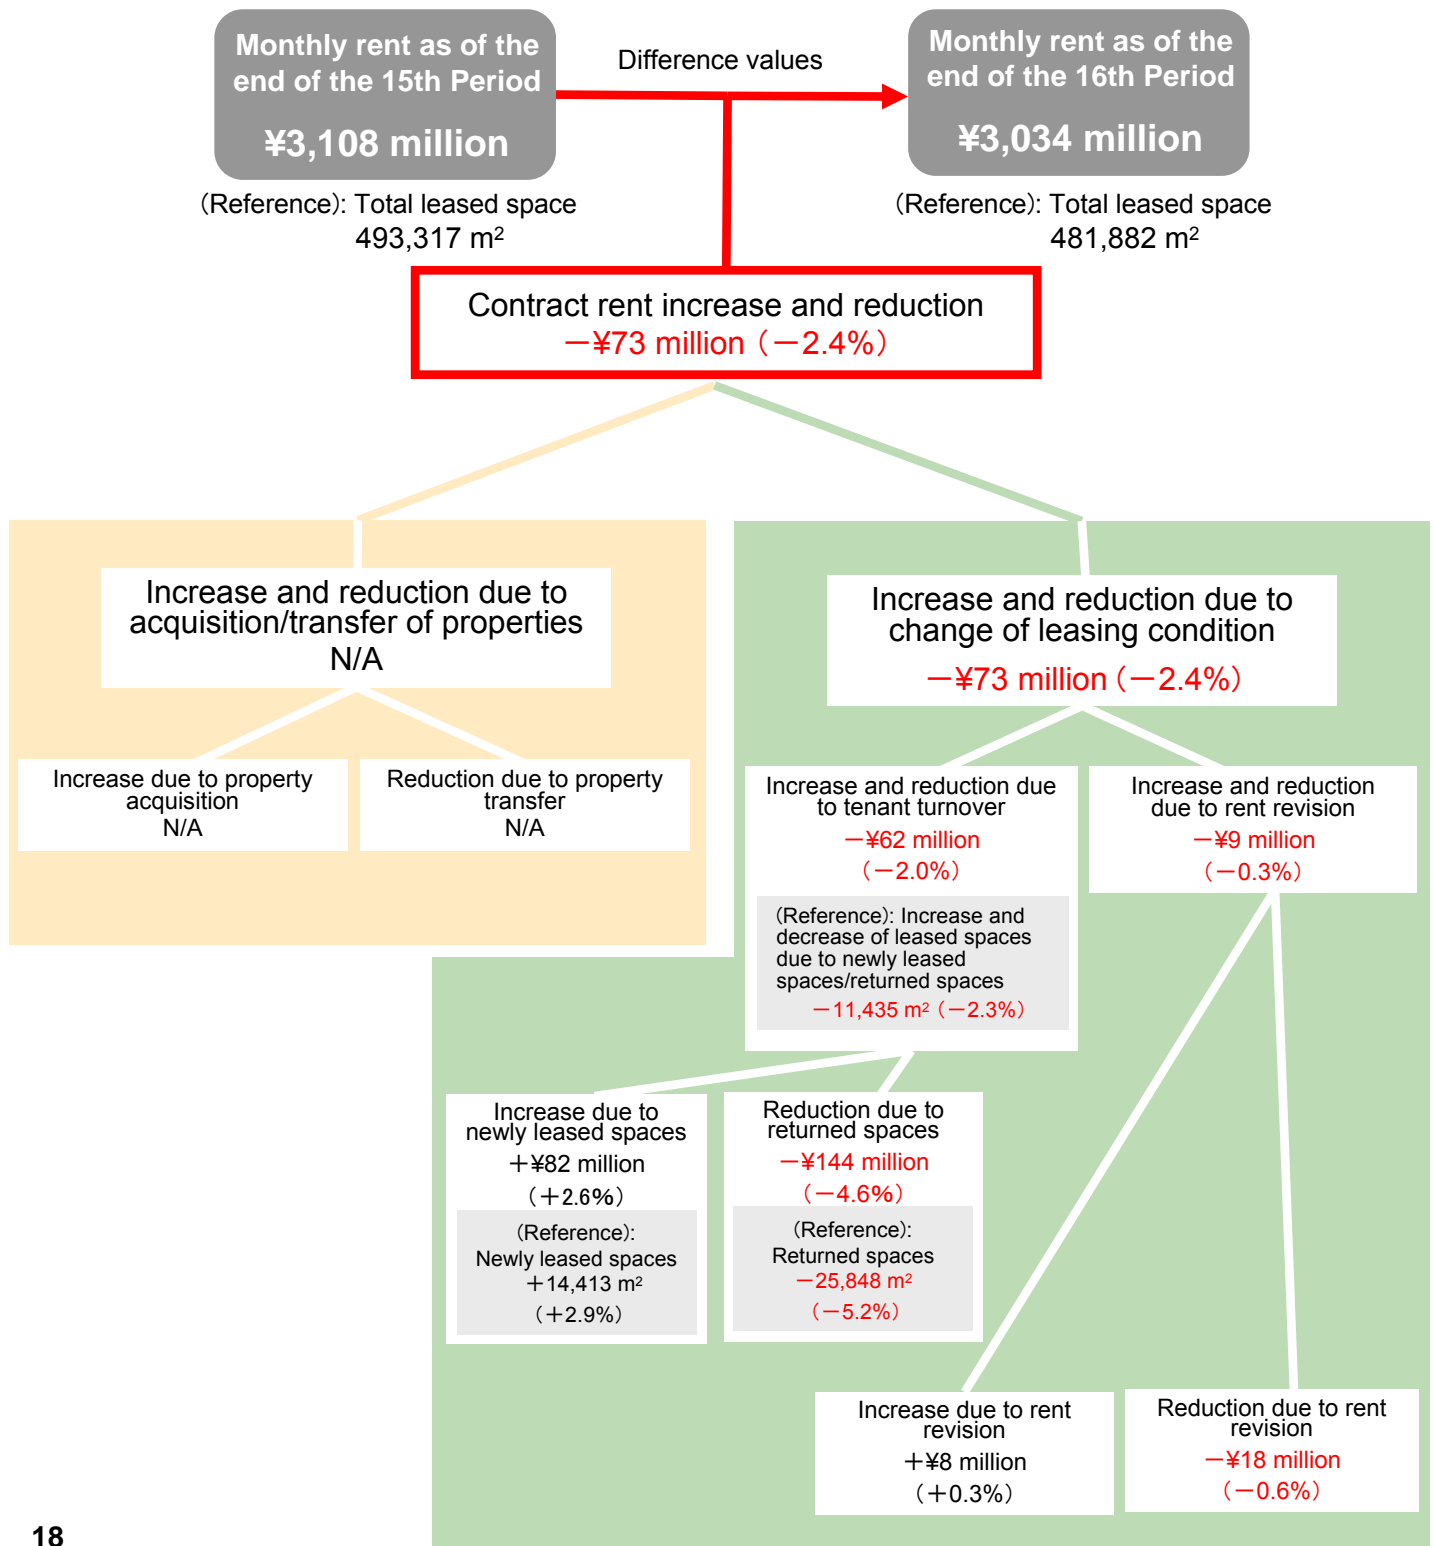 Monthly rent as of the
end of the 15th Period
¥3,108 million
Difference values
Monthly rent as of the
end of the 16th Period
¥3,034 million
（Reference）: Total leased space
493,317 m²
（Reference）: Total leased space
481,882 m²
Contract rent increase and reduction
－¥73 million（－2.4%）
Increase and reduction due to
acquisition/transfer of properties
N/A
Increase due to property
acquisition
N/A
Reduction due to property
transfer
N/A
Increase and reduction due to
change of leasing condition
－¥73 million（－2.4%）
Increase and reduction due
to tenant turnover
－¥62 million
（－2.0%）
（Reference）: Increase and
decrease of leased spaces
due to newly leased
spaces/returned spaces
－11,435 m²（－2.3%）
Increase and reduction
due to rent revision
－¥9 million
（－0.3%）
Increase due to
newly leased spaces
＋¥82 million
（＋2.6%）
（Reference）:
Newly leased spaces
＋14,413 m²
（＋2.9%）
Reduction due to
returned spaces
－¥144 million
（－4.6%）
（Reference）:
Returned spaces
－25,848 m²
（－5.2%）
Increase due to rent
revision
＋¥8 million
（＋0.3%）
Reduction due to rent
revision
－¥18 million
（－0.6%）
18